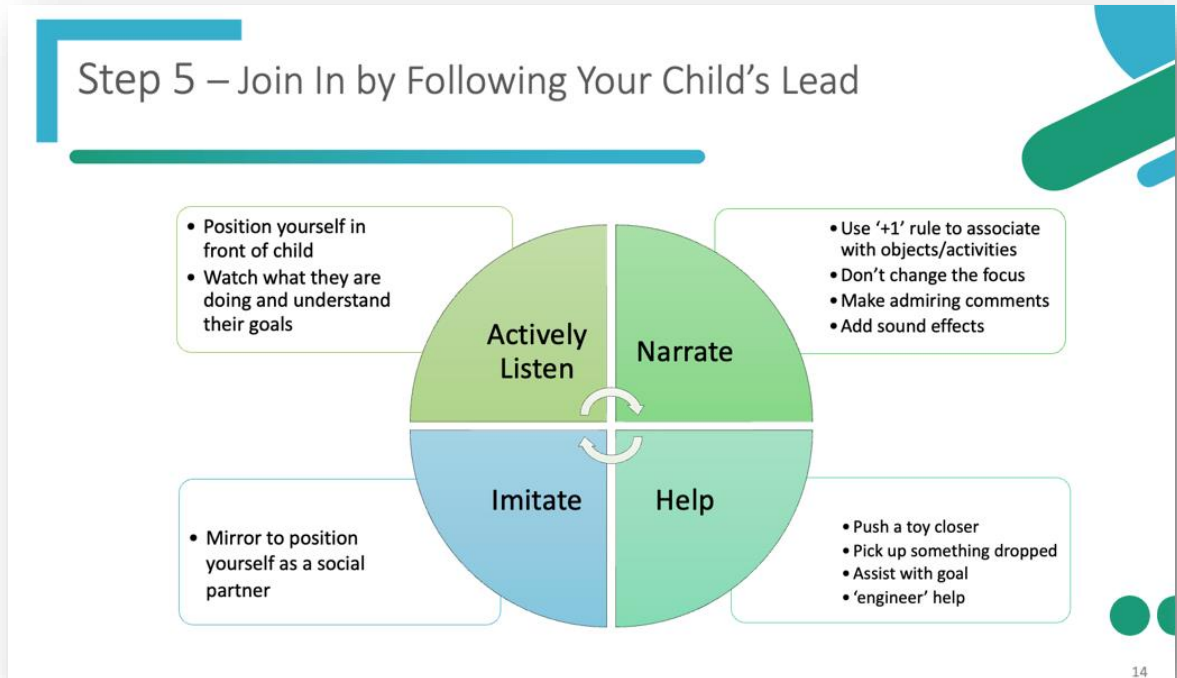 Step 5 – Join In by Following Your Child’s Lead
• Position yourself in
front of child
• Watch what they are
doing and understand
their goals
Actively
Listen
Narrate
• Use ‘+1’ rule to associate
with objects/activities
• Don’t change the focus
• Make admiring comments
• Add sound effects
Imitate
• Mirror to position
yourself as a social
partner
Help
• Push a toy closer
• Pick up something dropped
• Assist with goal
• ‘engineer’ help
14